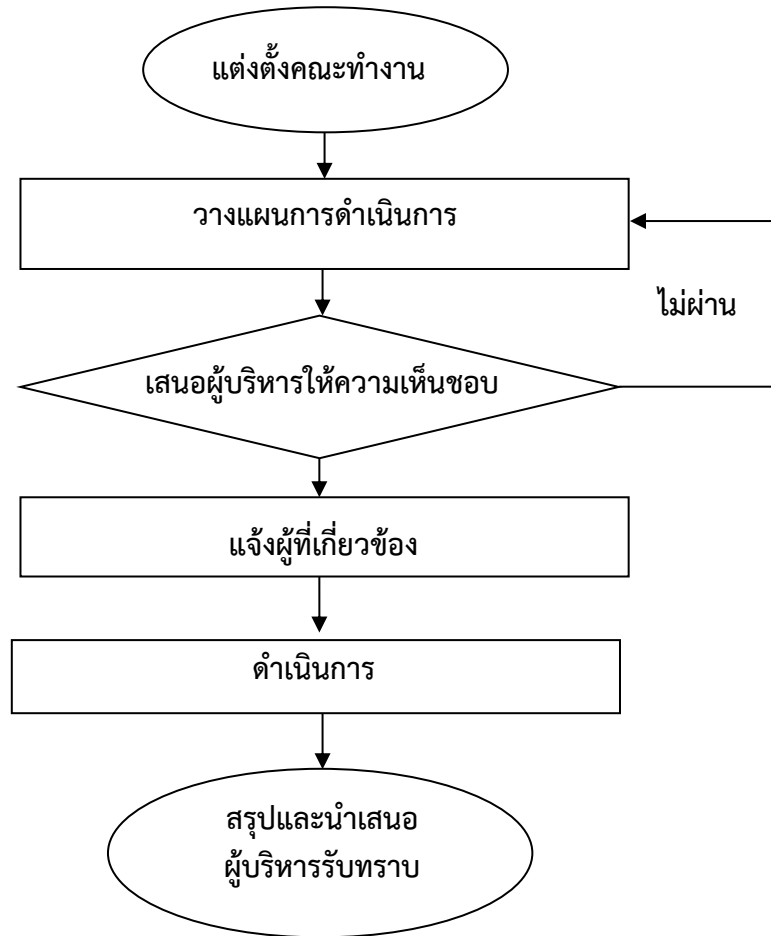 แต่งตั้งคณะทำงาน
วางแผนการดำเนินการ
ไม่ผ่าน
เสนอผู้บริหารให้ความเห็นชอบ
แจ้งผู้ที่เกี่ยวข้อง
ดำเนินการ
สรุปและนำเสนอ
ผู้บริหารรับทราบ